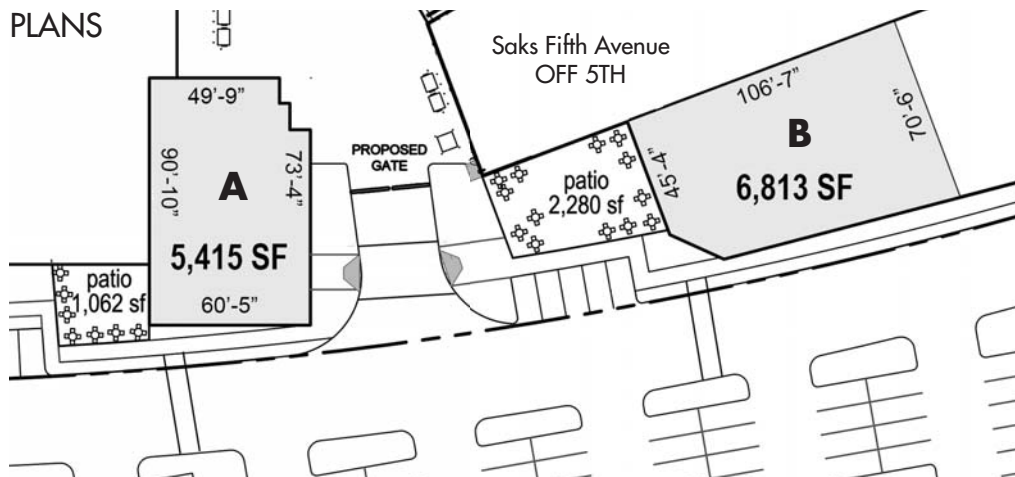 PLANS
Saks Fifth Avenue
OFF 5TH
49’-9”
90’-10”
A
73’-4”
5,415 SF
60’-5”
patio
1,062 sf
PROPOSED
GATE
patio
2,280 sf
45’-4”
106’-7”
70’-6”
B
6,813 SF